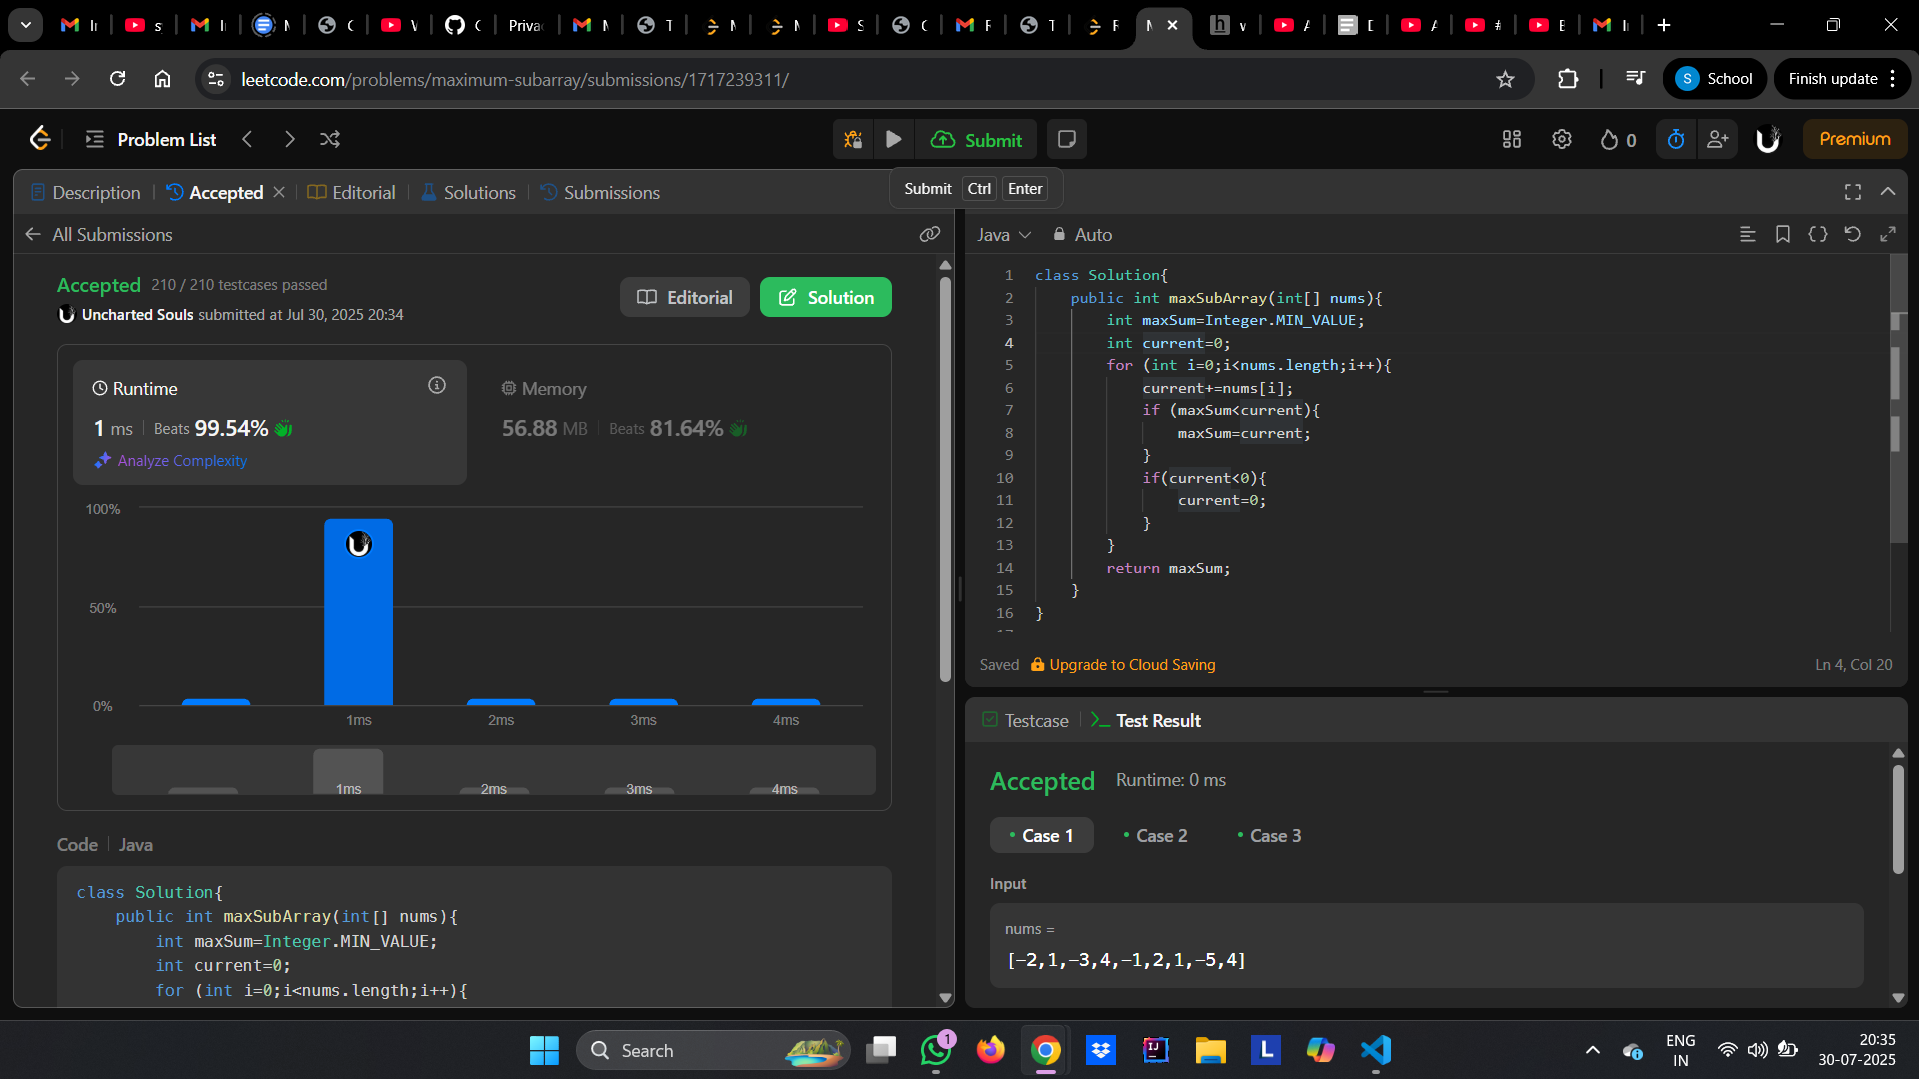 leetcode.com/problems/maximum-subarray/submissions/1717239311/
S School
Finish update
Problem List
Submit
0
Premium
Description
Accepted
Editorial
Solutions
Submissions
Submit Ctrl Enter
All Submissions
Accepted 210 / 210 testcases passed
Uncharted Souls submitted at Jul 30, 2025 20:34
Editorial
Solution
Runtime
1 ms Beats 99.54%
Analyze Complexity
Memory
56.88 MB Beats 81.64%
100%
50%
0%
1ms 2ms 3ms 4ms
1ms 2ms 3ms 4ms
Code Java
class Solution{
public int maxSubArray(int[] nums){
int maxSum=Integer.MIN_VALUE;
int current=0;
for (int i=0;i<nums.length;i++){
Java Auto
1 class Solution{
2 public int maxSubArray(int[] nums){
3 int maxSum=Integer.MIN_VALUE;
4 int current=0;
5 for (int i=0;i<nums.length;i++){
6 current+=nums[i];
7 if (maxSum<current){
8 maxSum=current;
9 }
10 if(current<0){
11 current=0;
12 }
13 }
14 return maxSum;
15 }
16 }
Saved Upgrade to Cloud Saving Ln 4, Col 20
Testcase Test Result
Accepted Runtime: 0 ms
Case 1 Case 2 Case 3
Input
nums =
[-2,1,-3,4,-1,2,1,-5,4]
Search
1
ENG
IN
20:35
30-07-2025